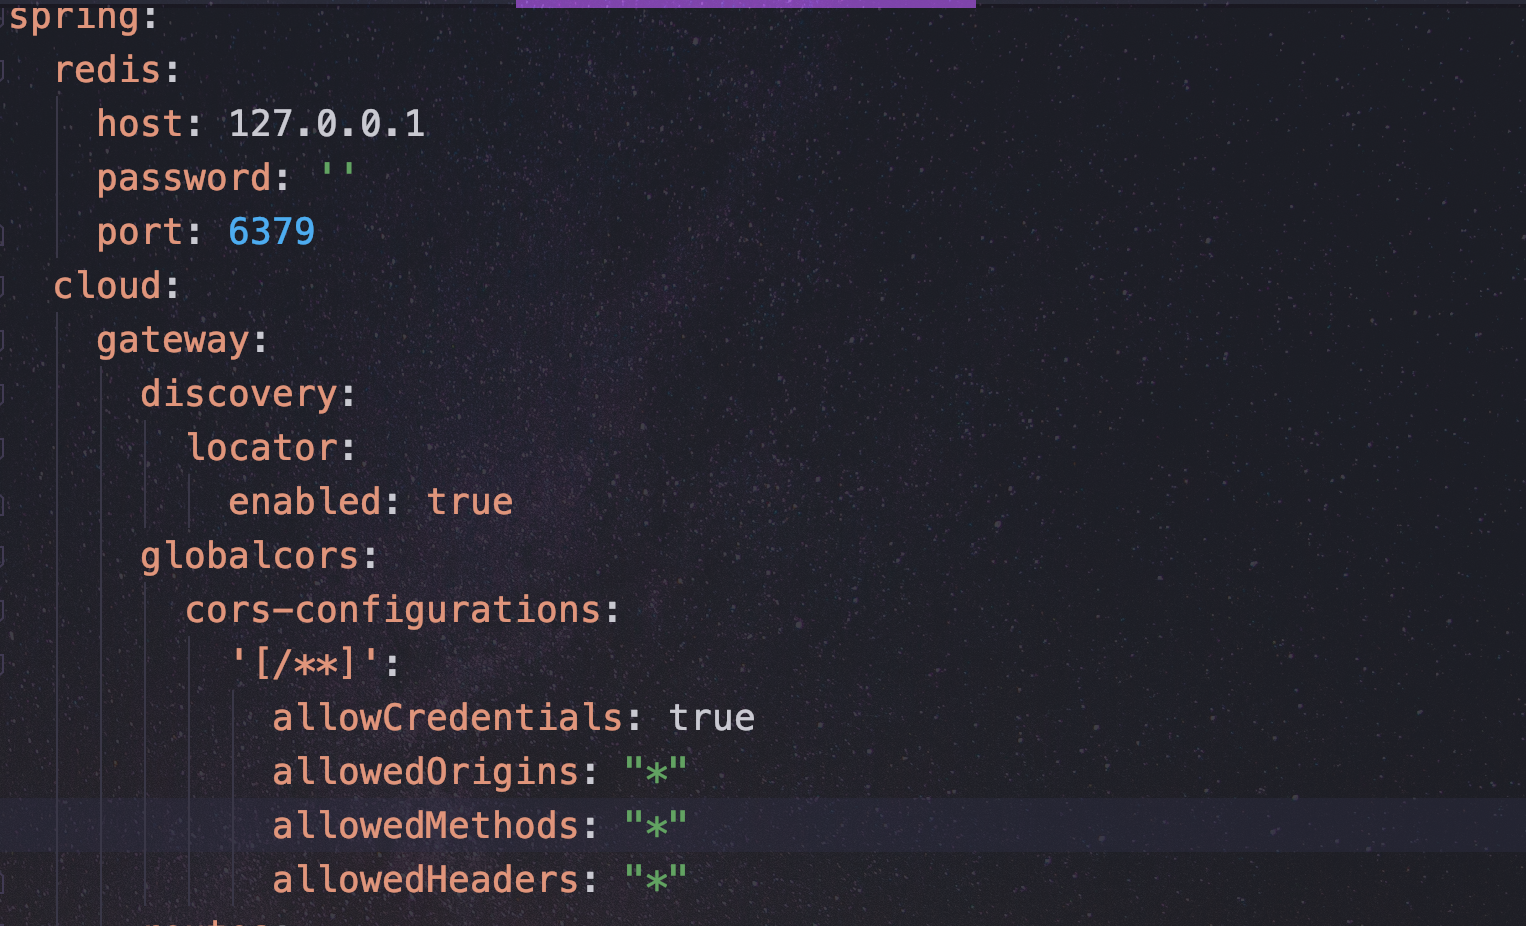 spring:
  redis:
    host: 127.0.0.1
    password: ''
    port: 6379
  cloud:
    gateway:
      discovery:
        locator:
          enabled: true
      globalcors:
        cors-configurations:
          '[/**]':
            allowCredentials: true
            allowedOrigins: "*"
            allowedMethods: "*"
            allowedHeaders: "*"